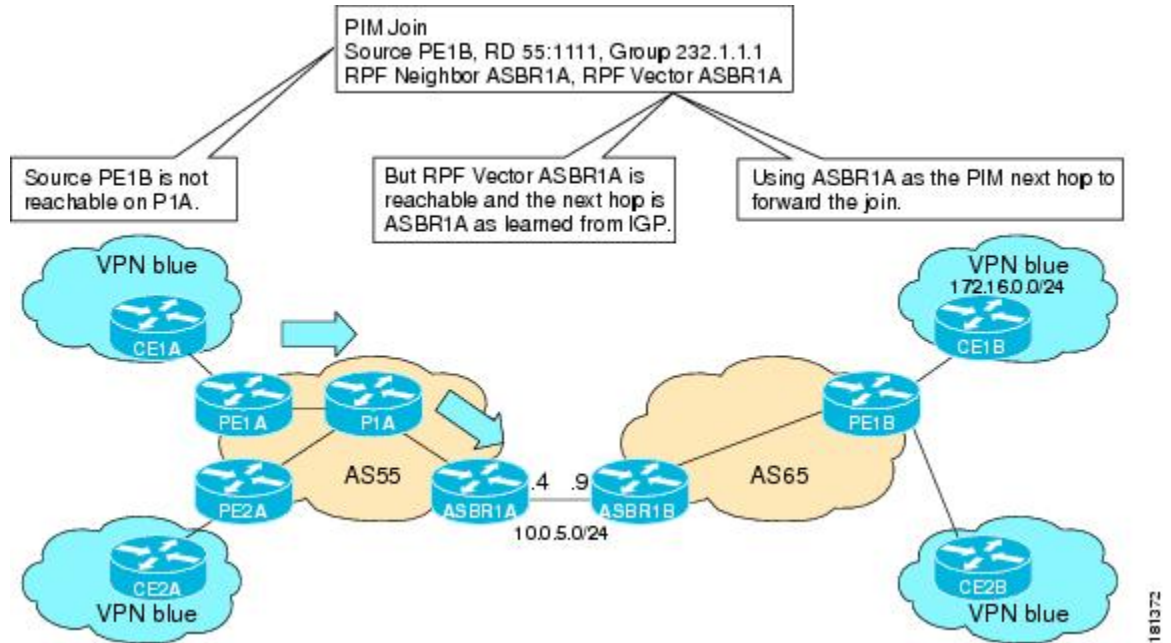 PIM Join
Source PE1B, RD 55:1111, Group 232.1.1.1
RPF Neighbor ASBR1A, RPF Vector ASBR1A
Source PE1B is not
reachable on P1A.
But RPF Vector ASBR1A is
reachable and the next hop is
ASBR1A as learned from IGP.
Using ASBR1A as the PIM next hop to
forward the join.
VPN blue
CE1A
VPN blue
172.16.0.0/24
CE1B
PE1A
P1A
PE1B
AS55
AS65
PE2A
ASBR1A
.4
.9
ASBR1B
10.0.5.0/24
CE2A
VPN blue
CE2B
VPN blue
181372